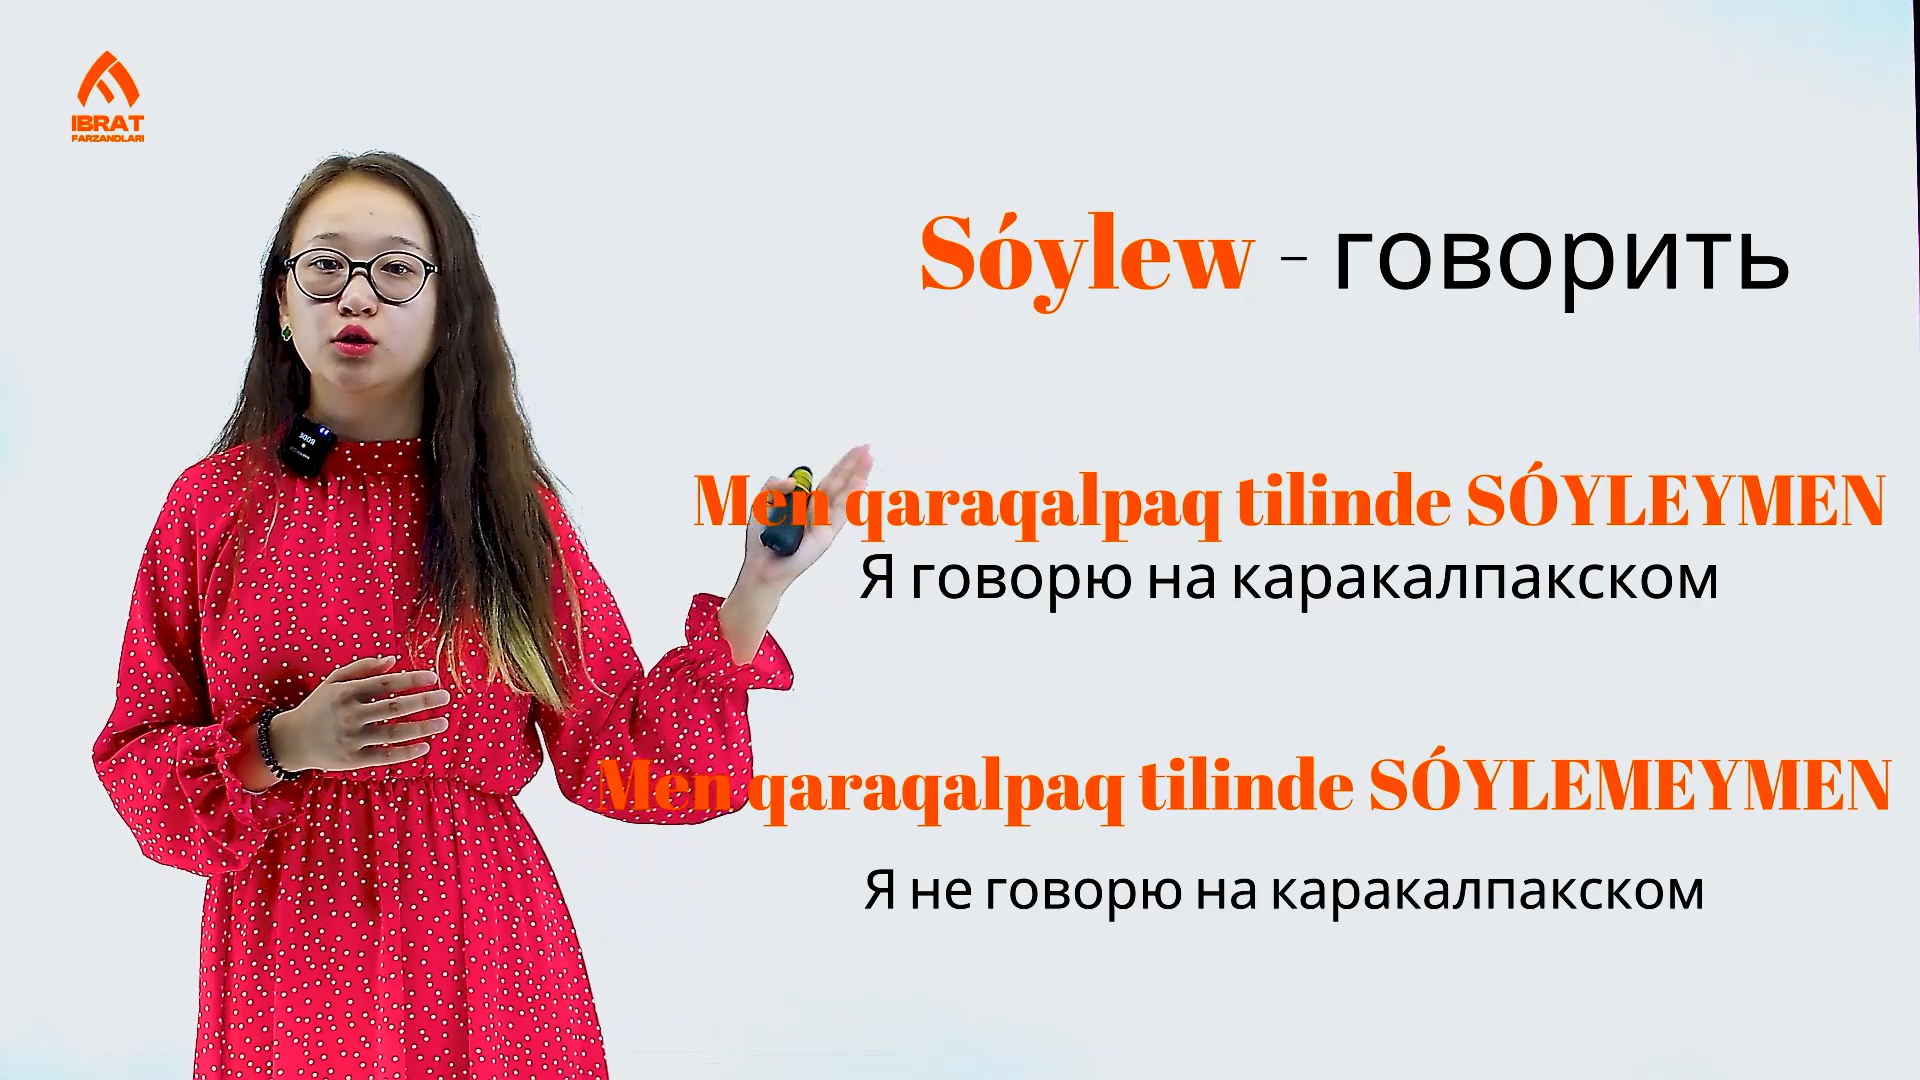 IBRAT
FARZANDLARI
Sóylew - говорить
Men qaraqalpaq tilinde SÓYLEYMEN
Я говорю на каракалпакском
Men qaraqalpaq tilinde SÓYLEMEYMEN
Я не говорю на каракалпакском